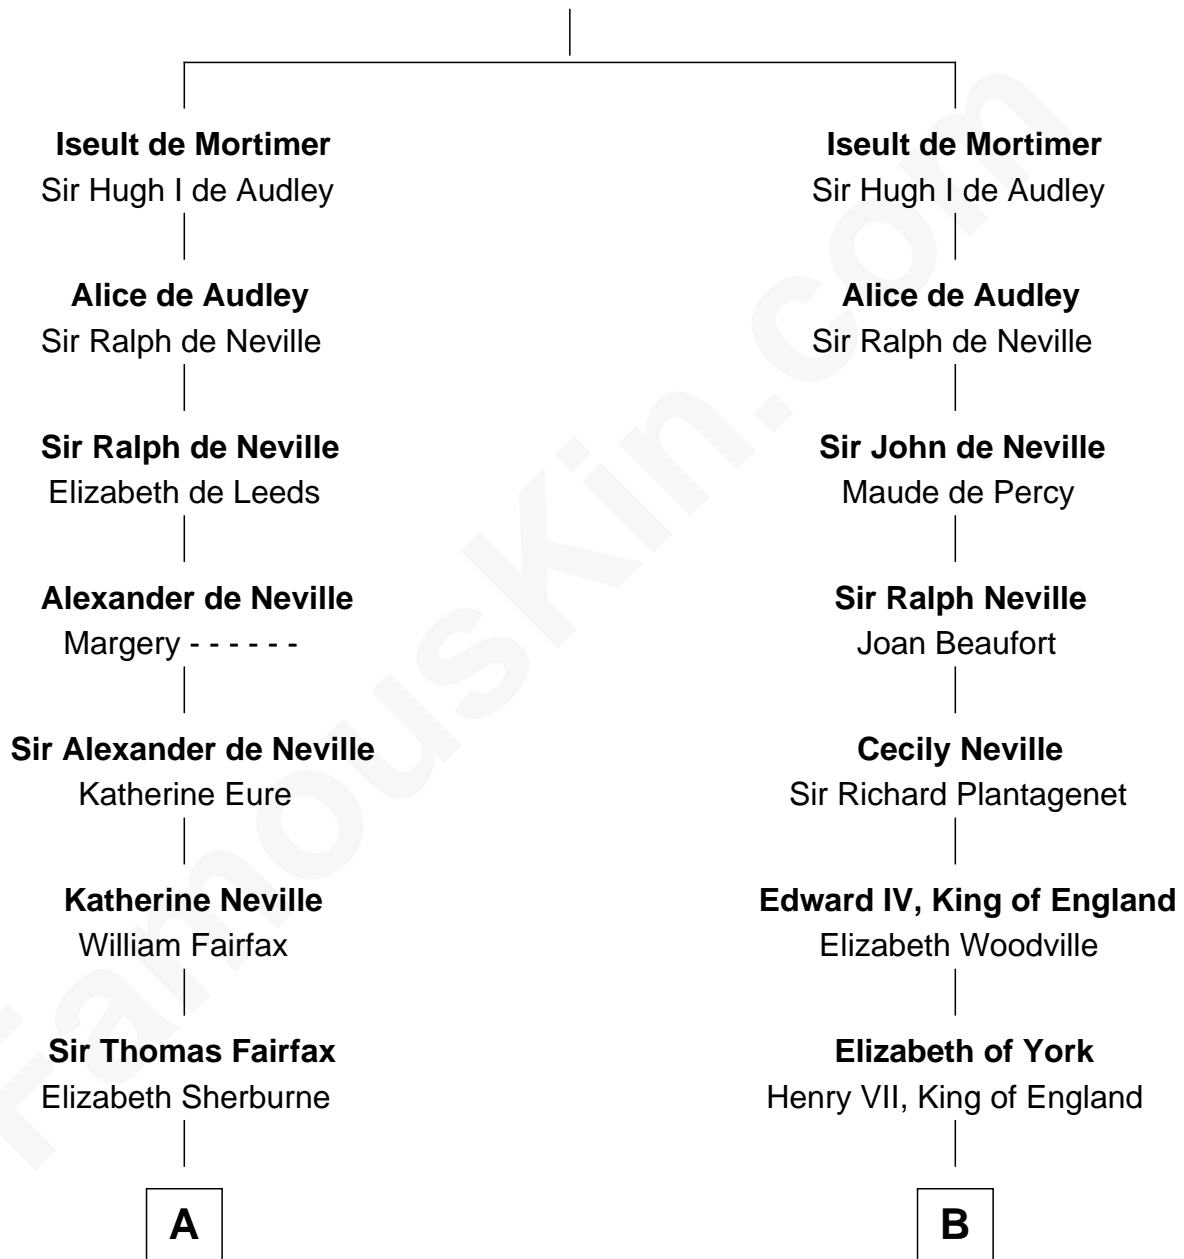 Iseult de Mortimer
Sir Hugh I de Audley
Alice de Audley
Sir Ralph de Neville
Sir Ralph de Neville
Elizabeth de Leeds
Alexander de Neville
Margery - - - - - -
Sir Alexander de Neville
Katherine Eure
Katherine Neville
William Fairfax
Sir Thomas Fairfax
Elizabeth Sherburne
A
Iseult de Mortimer
Sir Hugh I de Audley
Alice de Audley
Sir Ralph de Neville
Sir John de Neville
Maude de Percy
Sir Ralph Neville
Joan Beaufort
Cecily Neville
Sir Richard Plantagenet
Edward IV, King of England
Elizabeth Woodville
Elizabeth of York
Henry VII, King of England
B
FamousKin.com